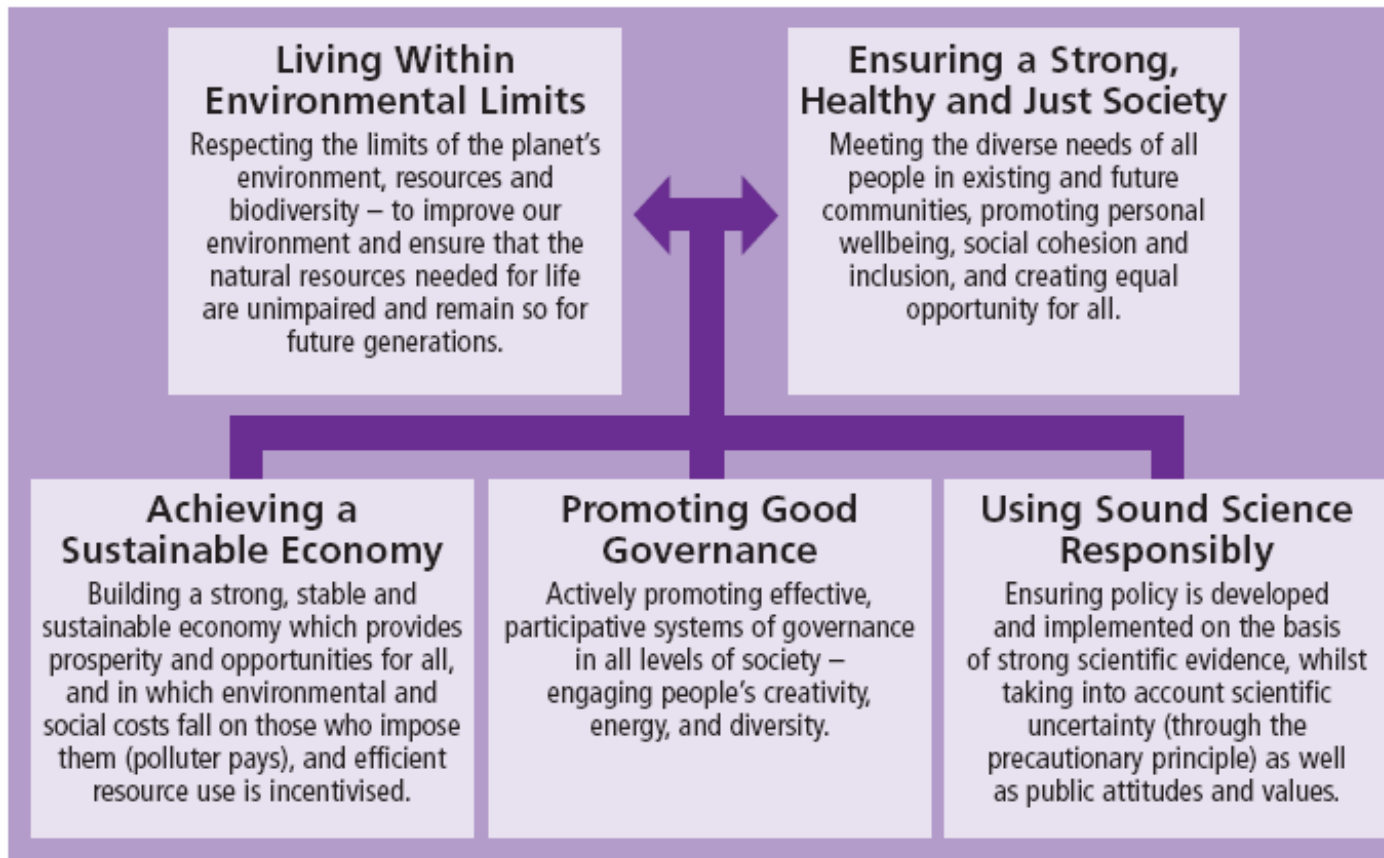 Living Within
Environmental Limits
Respecting the limits of the planet’s
environment, resources and
biodiversity – to improve our
environment and ensure that the
natural resources needed for life
are unimpaired and remain so for
future generations.
Ensuring a Strong,
Healthy and Just Society
Meeting the diverse needs of all
people in existing and future
communities, promoting personal
wellbeing, social cohesion and
inclusion, and creating equal
opportunity for all.
Achieving a
Sustainable Economy
Building a strong, stable and
sustainable economy which provides
prosperity and opportunities for all,
and in which environmental and
social costs fall on those who impose
them (polluter pays), and efficient
resource use is incentivised.
Promoting Good
Governance
Actively promoting effective,
participative systems of governance
in all levels of society –
engaging people’s creativity,
energy, and diversity.
Using Sound Science
Responsibly
Ensuring policy is developed
and implemented on the basis
of strong scientific evidence, whilst
taking into account scientific
uncertainty (through the
precautionary principle) as well
as public attitudes and values.